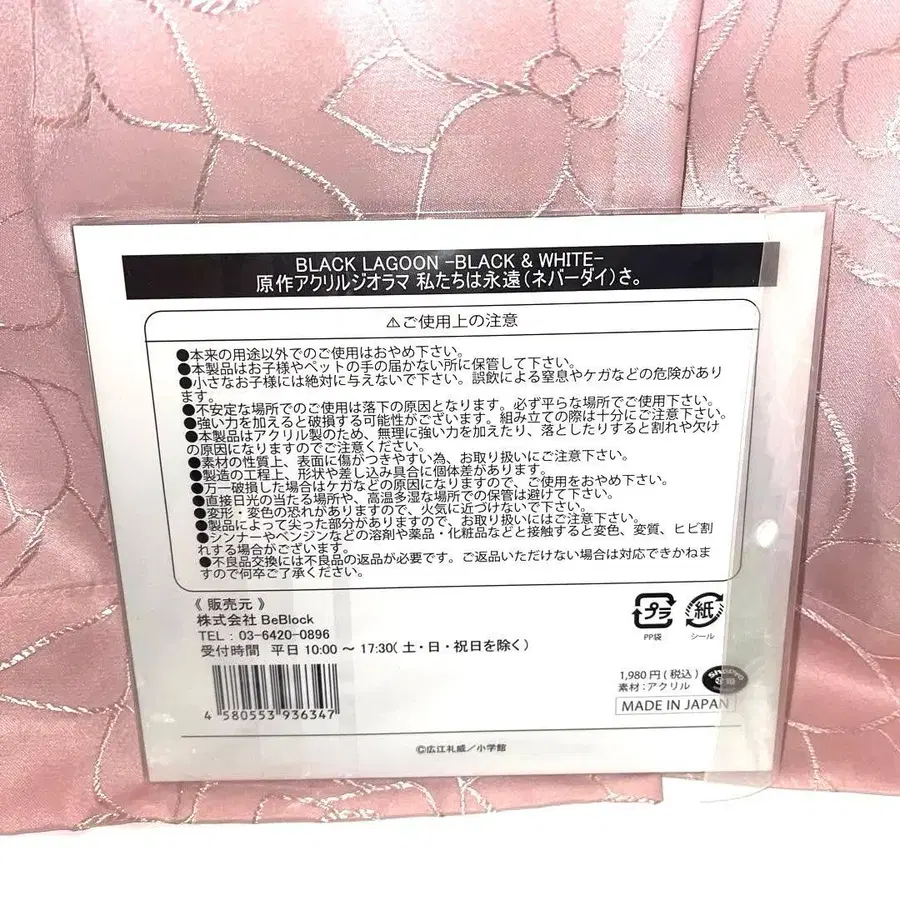 BLACK LAGOON -BLACK & WHITE-
原作アクリルジオラマ 私たちは永遠(ネバーダイ)さ。
⚠ご使用上の注意
●本来の用途以外でのご使用はおやめ下さい。
●本製品はお子様やペットの手の届かない所に保管して下さい。
●小さなお子様には絶対に与えないで下さい。誤飲による窒息やケガなどの危険があり
ます。
●不安定な場所でのご使用は落下の原因となります。必ず平らな場所でご使用下さい。
●強い力を加えると破損する可能性がございます。組み立ての際は十分にご注意下さい。
●本製品はアクリル製のため、無理に強い力を加えたり、落としたりすると割れや欠け
の原因になりますのでご注意ください。
●素材の性質上、表面に傷がつきやすい為、お取り扱いにご注意下さい。
●製造の工程上、形状や差し込み具合に個体差があります。
●万一破損した場合はケガなどの原因になりますので、ご使用をおやめ下さい。
●直接日光の当たる場所や、高温多湿な場所での保管は避けて下さい。
●変形・変色の恐れがありますので、火気に近づけないで下さい。
●製品によって尖った部分がありますので、お取り扱いにはご注意下さい。
●シンナーやベンジンなどの溶剤や薬品・化粧品などと接触すると変色、変質、ヒビ割
れする場合がございます。
●不良品交換には不良品の返品が必要です。ご返品いただけない場合は対応できかねま
すので何卒ご了承ください。
《 販売元 》
株式会社 BeBlock
TEL : 03-6420-0896
受付時間 平日 10:00 ～ 17:30( 土・日・祝日を除く)
プラ
PP袋
紙
シール
1,980円 (税込)
素材:アクリル
MADE IN JAPAN
4 580553 936347
©広江礼威/小学館